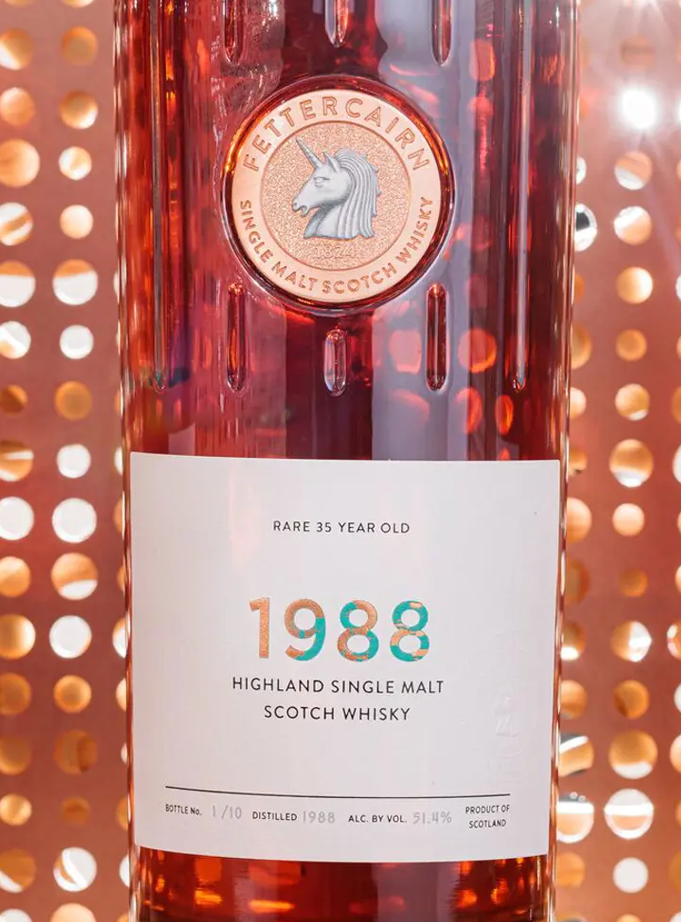 FETTERCAIRN
1824
SINGLE MALT SCOTCH WHISKY
RARE 35 YEAR OLD
1988
HIGHLAND SINGLE MALT
SCOTCH WHISKY
BOTTLE No. 1/10 DISTILLED 1988 ALC. BY VOL. 51.4% PRODUCT OF
SCOTLAND